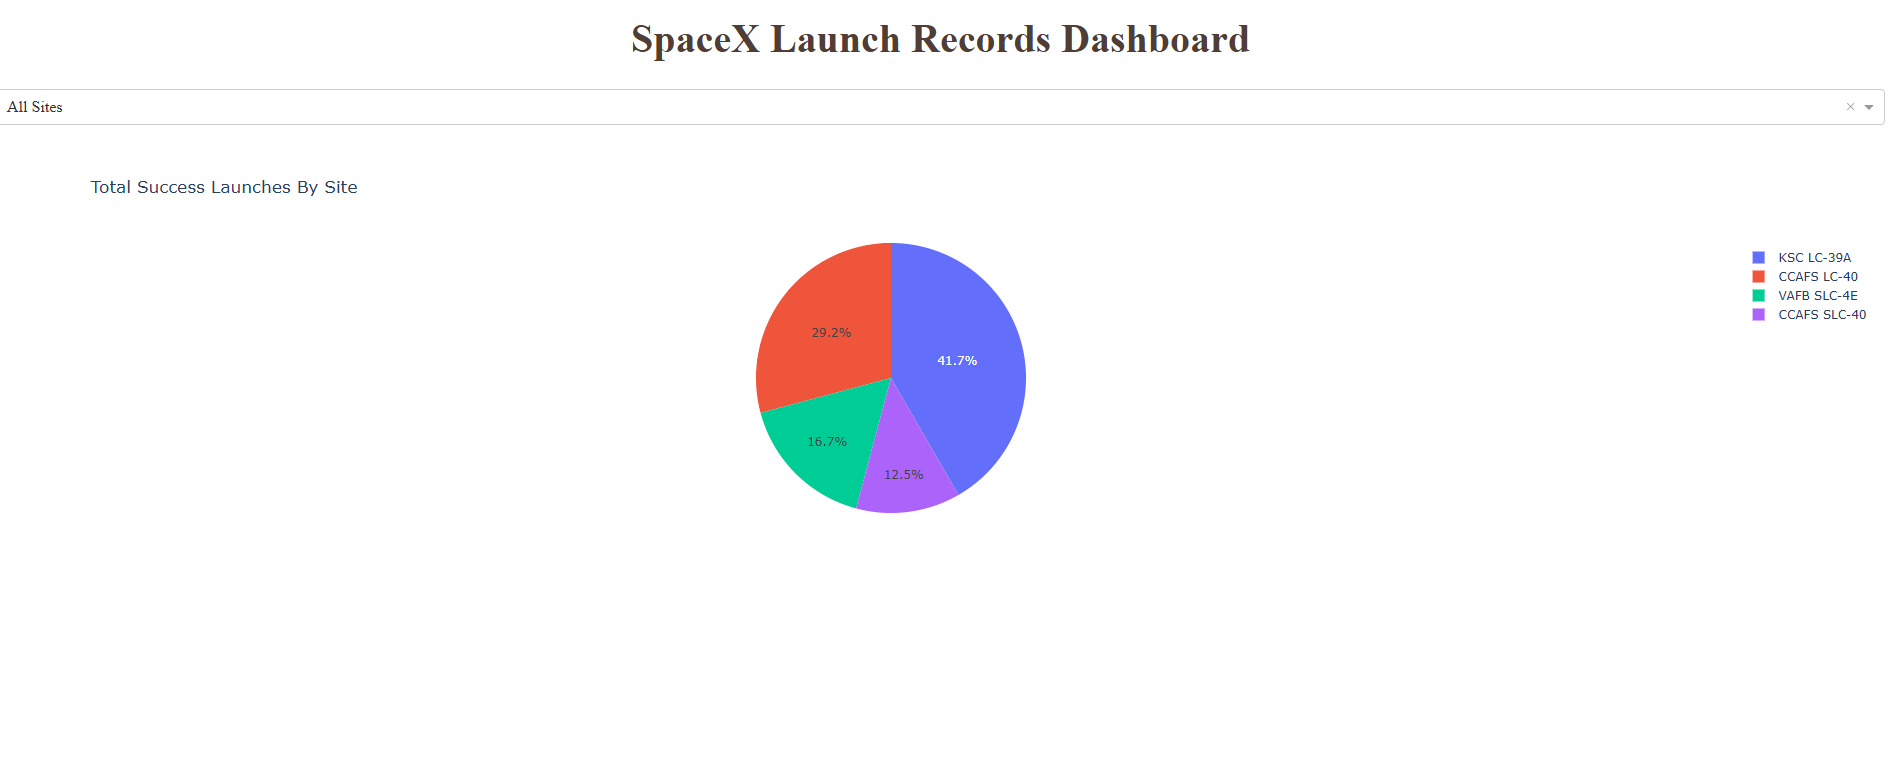 SpaceX Launch Records Dashboard
All Sites
×
Total Success Launches By Site
KSC LC-39A
CCAFS LC-40
VAFB SLC-4E
CCAFS SLC-40
29.2%
41.7%
16.7%
12.5%